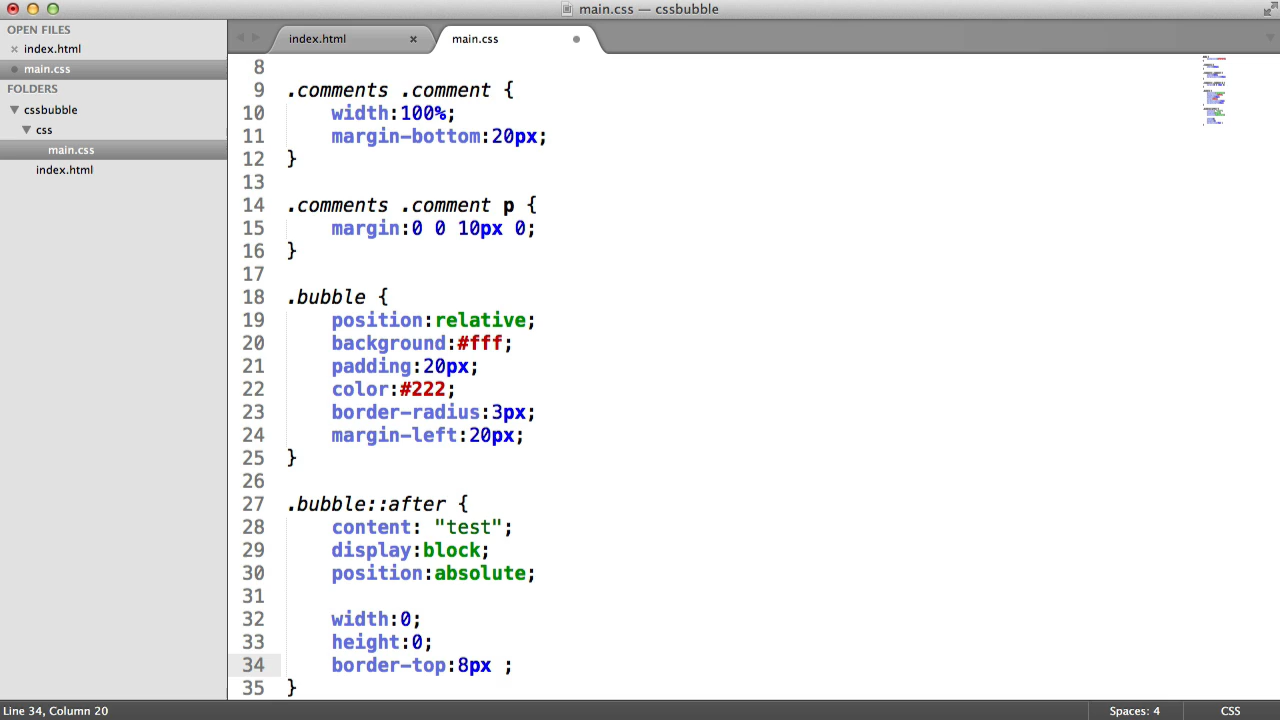 main.css — cssbubble
OPEN FILES
index.html
main.css
FOLDERS
cssbubble
css
main.css
index.html
index.html
main.css
8
9 .comments .comment {
10 width:100%;
11 margin-bottom:20px;
12 }
13
14 .comments .comment p {
15 margin:0 0 10px 0;
16 }
17
18 .bubble {
19 position:relative;
20 background:#fff;
21 padding:20px;
22 color:#222;
23 border-radius:3px;
24 margin-left:20px;
25 }
26
27 .bubble::after {
28 content: "test";
29 display:block;
30 position:absolute;
31
32 width:0;
33 height:0;
34 border-top:8px ;
35 }
Line 34, Column 20
Spaces: 4
CSS